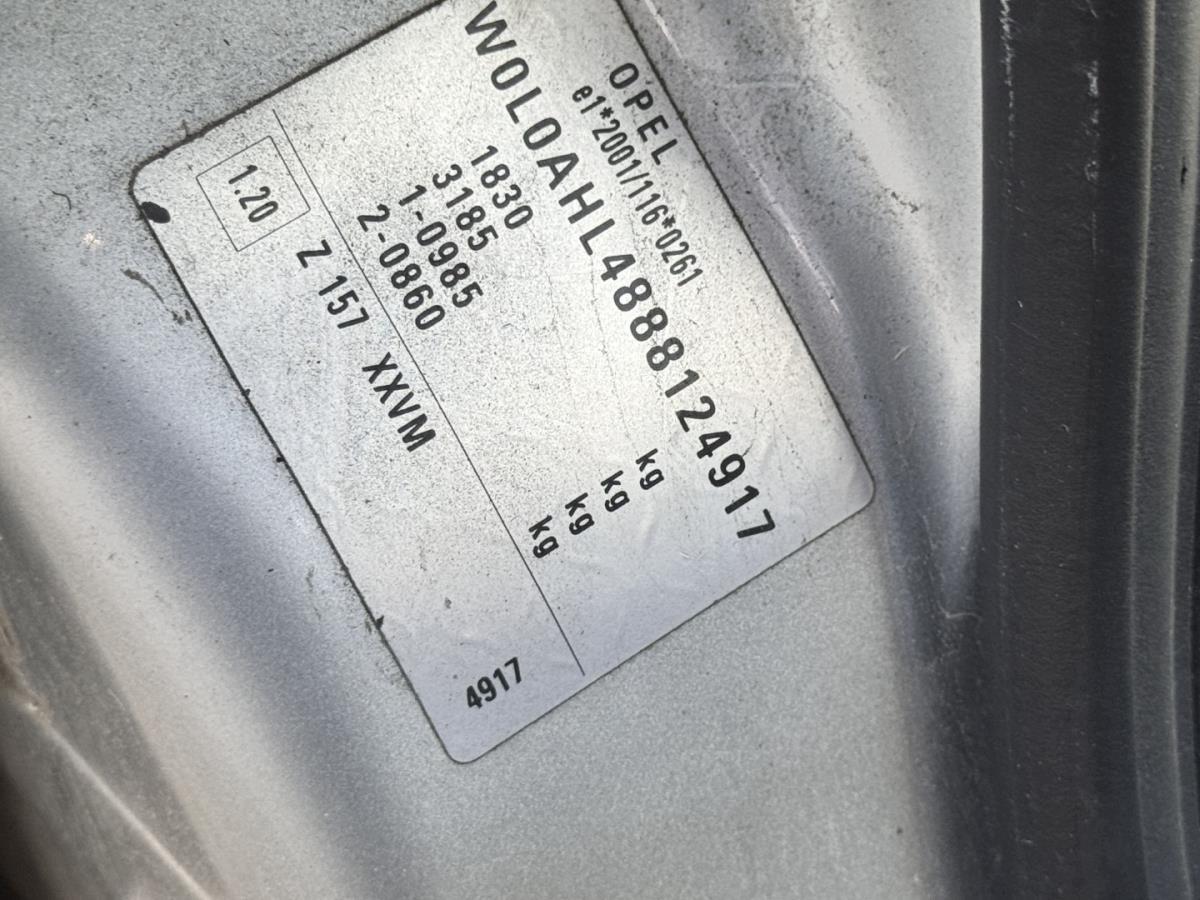 OPEL
e1*2001/16*0261
W0L0AHL4888124917
1830 kg
3185 kg
1-0985 kg
2-0860 kg
1.20 Z 157 XXVM
4917